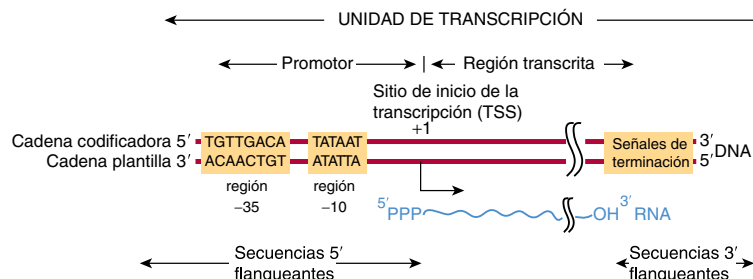 UNIDAD DE TRANSCRIPCIÓN
Promotor
Región transcrita
Sitio de inicio de la
transcripción (TSS)
+1
Cadena codificadora 5′ TGTTGACA TATAAT 3′
Cadena plantilla 3′ ACAACTGT ATATTA 5′
Señales de
terminación
DNA
región
–35
región
–10
5′PPP OH3′ RNA
Secuencias 5′
flanqueantes
Secuencias 3′
flanqueantes